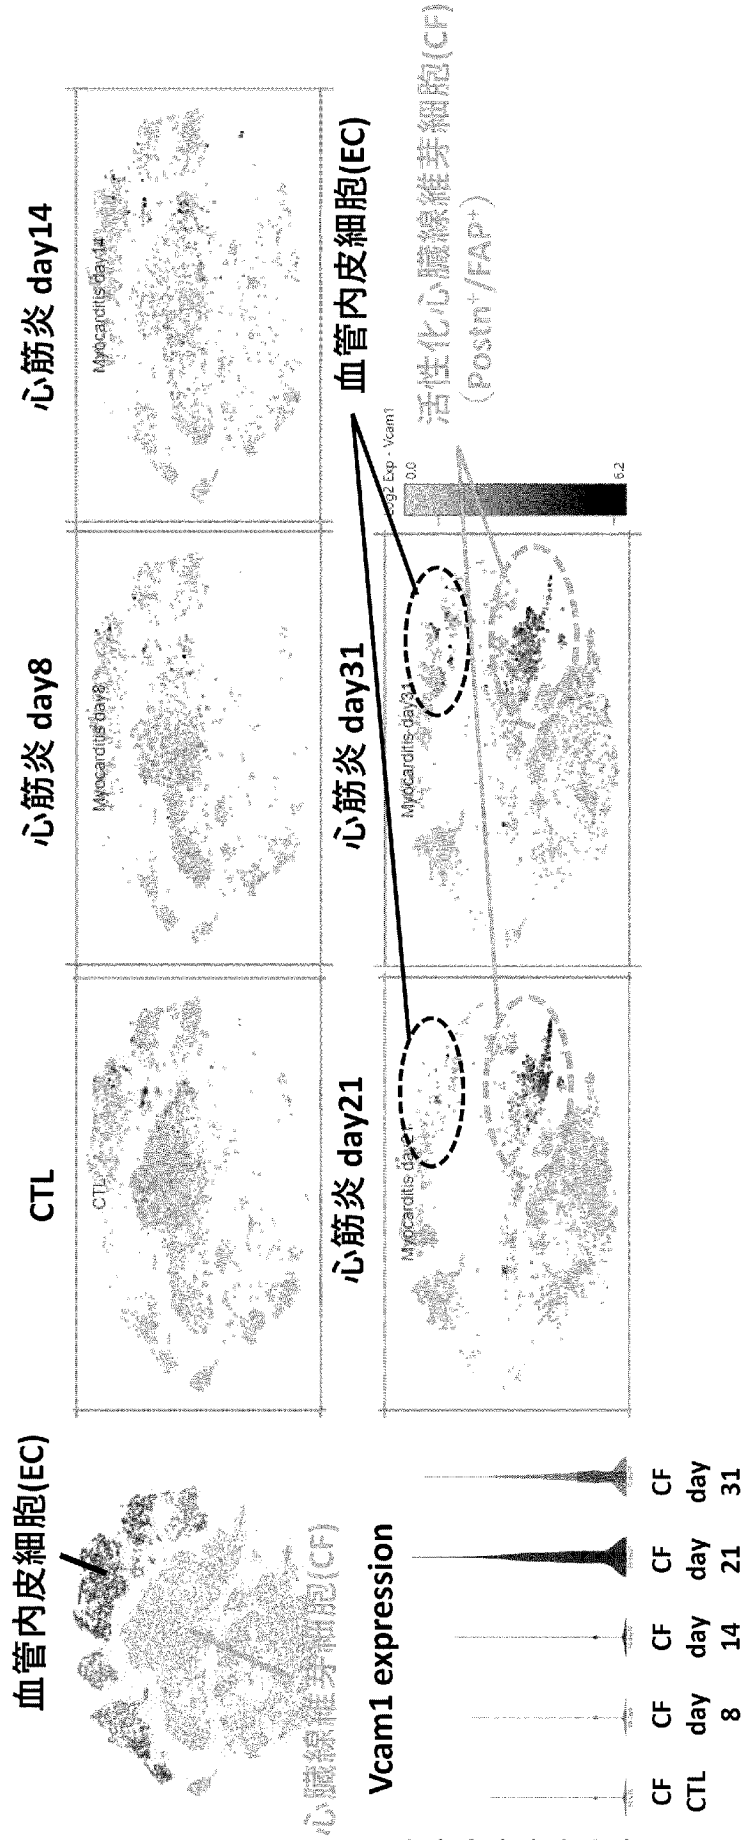 血管内皮細胞(EC)
心臓線維芽細胞(CF)
CTL
CTL
心筋炎 day8
Myocarditis day8
心筋炎 day14
Myocarditis day14
Vcam1 expression
CF
CTL
CF
day
8
CF
day
14
CF
day
21
CF
day
31
心筋炎 day21
Myocarditis day21
心筋炎 day31
Myocarditis day31
Log2 Exp - Vcam1
0.0
6.2
血管内皮細胞(EC)
活性化心臓線維芽細胞(CF)
(Postn⁺/FAP⁺)